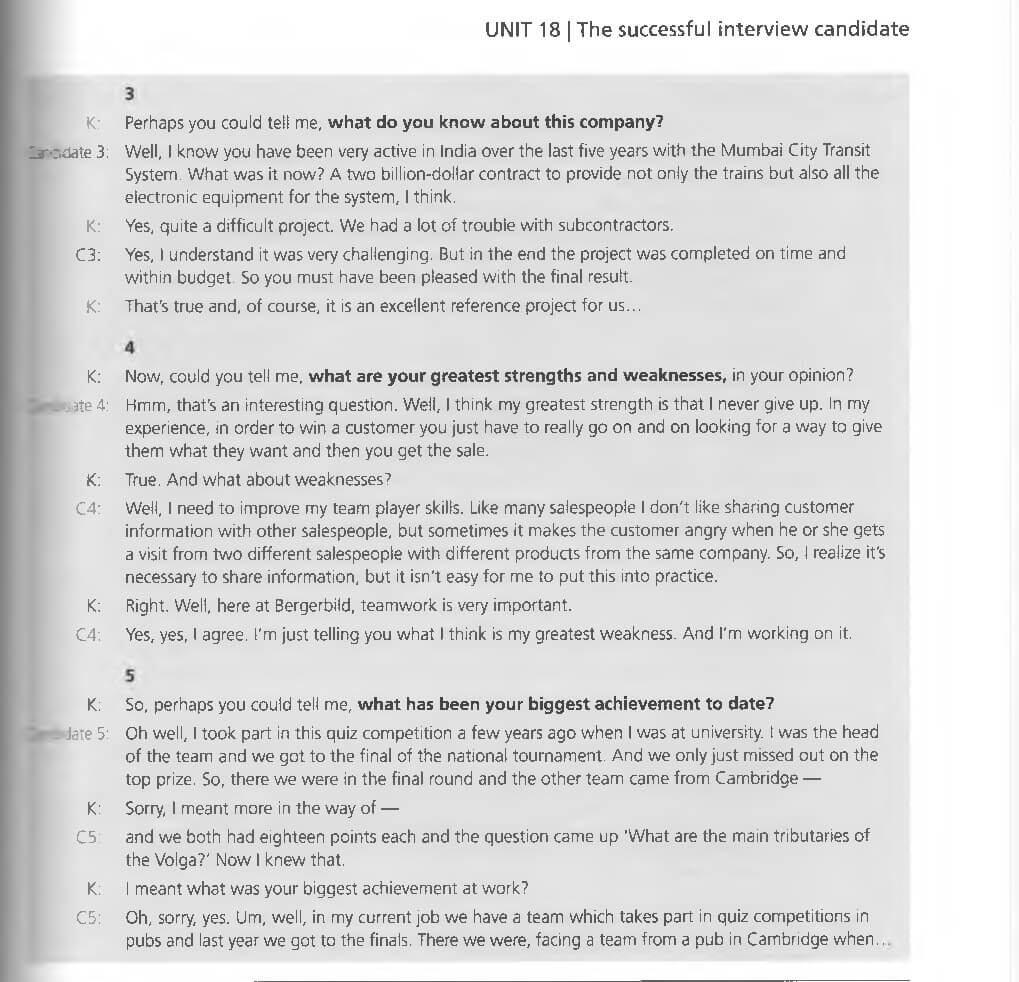 UNIT 18 | The successful interview candidate
3
K: Perhaps you could tell me, what do you know about this company?
Candidate 3: Well, I know you have been very active in India over the last five years with the Mumbai City Transit
System. What was it now? A two billion-dollar contract to provide not only the trains but also all the
electronic equipment for the system, I think.
K: Yes, quite a difficult project. We had a lot of trouble with subcontractors.
C3: Yes, I understand it was very challenging. But in the end the project was completed on time and
within budget. So you must have been pleased with the final result.
K: That's true and, of course, it is an excellent reference project for us...
4
K: Now, could you tell me, what are your greatest strengths and weaknesses, in your opinion?
Candidate 4: Hmm, that's an interesting question. Well, I think my greatest strength is that I never give up. In my
experience, in order to win a customer you just have to really go on and on looking for a way to give
them what they want and then you get the sale.
K: True. And what about weaknesses?
C4: Well, I need to improve my team player skills. Like many salespeople I don't like sharing customer
information with other salespeople, but sometimes it makes the customer angry when he or she gets
a visit from two different salespeople with different products from the same company. So, I realize it's
necessary to share information, but it isn't easy for me to put this into practice.
K: Right. Well, here at Bergerbild, teamwork is very important.
C4: Yes, yes, I agree. I'm just telling you what I think is my greatest weakness. And I'm working on it.
5
K: So, perhaps you could tell me, what has been your biggest achievement to date?
Candidate 5: Oh well, I took part in this quiz competition a few years ago when I was at university. I was the head
of the team and we got to the final of the national tournament. And we only just missed out on the
top prize. So, there we were in the final round and the other team came from Cambridge —
K: Sorry, I meant more in the way of —
C5: and we both had eighteen points each and the question came up 'What are the main tributaries of
the Volga?' Now I knew that.
K: I meant what was your biggest achievement at work?
C5: Oh, sorry, yes. Um, well, in my current job we have a team which takes part in quiz competitions in
pubs and last year we got to the finals. There we were, facing a team from a pub in Cambridge when...